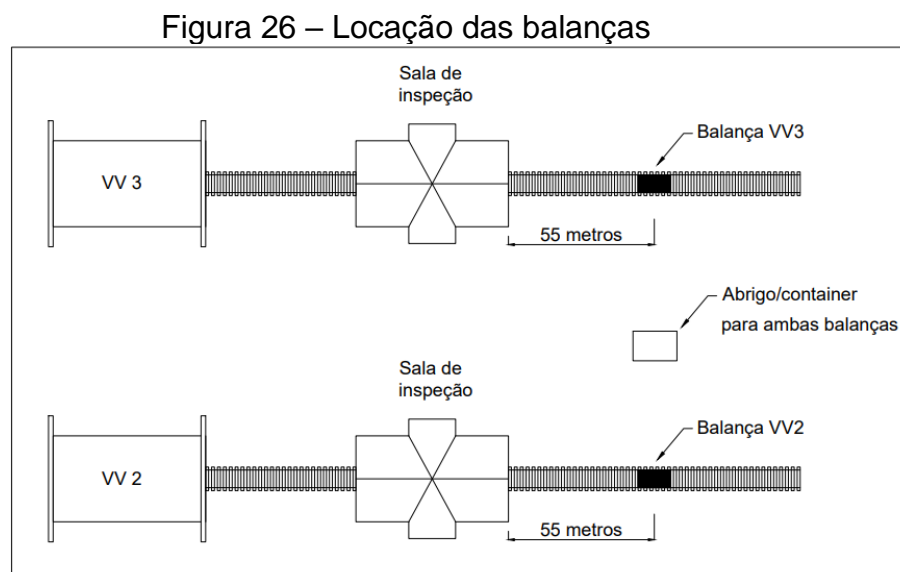 Figura 26 – Locação das balanças
Sala de
inspeção
Balança VV3
VV 3
55 metros
Abrigo/container
para ambas balanças
Sala de
inspeção
Balança VV2
VV 2
55 metros